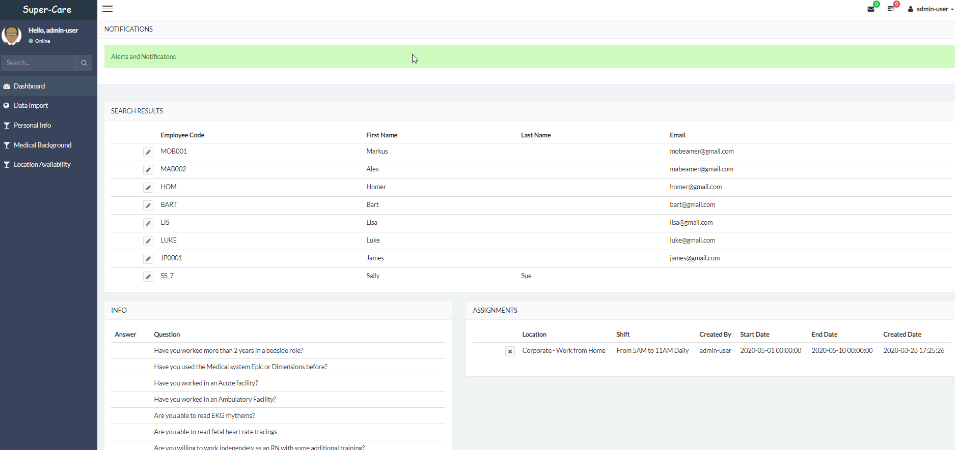 Super-Care
0
0
admin-user
Hello, admin-user
Online
Search...
Dashboard
Data Import
Personal Info
Medical Background
Location Availability
NOTIFICATIONS
Alerts and Notificatons
SEARCH RESULTS
Employee Code First Name Last Name Email
MOB001 Markus mobeamer@gmail.com
MAB002 Alex mabeamer@gmail.com
HOM Homer homer@gmail.com
BART Bart bart@gmail.com
LIS Lisa lisa@gmail.com
LUKE Luke luke@gmail.com
JP0001 James james@gmail.com
SS_7 Sally Sue
INFO
Answer Question
Have you worked more than 2 years in a bedside role?
Have you used the Medical system Epic or Dimensions before?
Have you worked in an Acute facility?
Have you worked in an Ambulatory Facility?
Are you able to read EKG rhythems?
Are you able to read fetal heart rate tracings
Are you willing to work independely as an RN with some additional training?
ASSIGNMENTS
Location Shift Created By Start Date End Date Created Date
Corporate - Work from Home From 5AM to 11AM Daily admin-user 2020-05-01 00:00:00 2020-05-10 00:00:00 2020-03-23 17:25:26